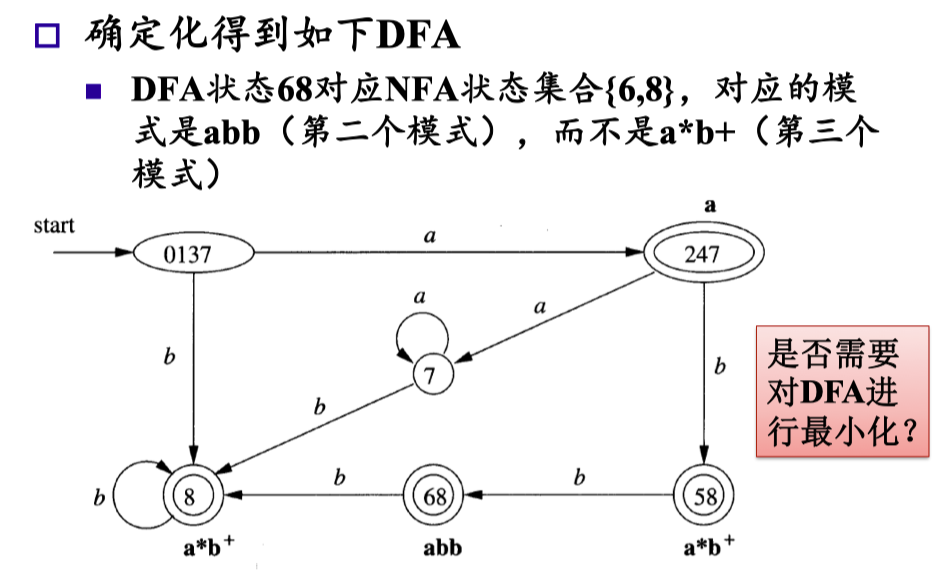 确定化得到如下DFA
DFA状态68对应NFA状态集合{6,8}，对应的模
式是abb（第二个模式），而不是a*b+（第三个
模式）
a
start
a
0137
247
a
a
b
7
b
b
是否需要
对DFA进
行最小化？
b
b
b
8
b
68
58
a*b⁺
abb
a*b⁺